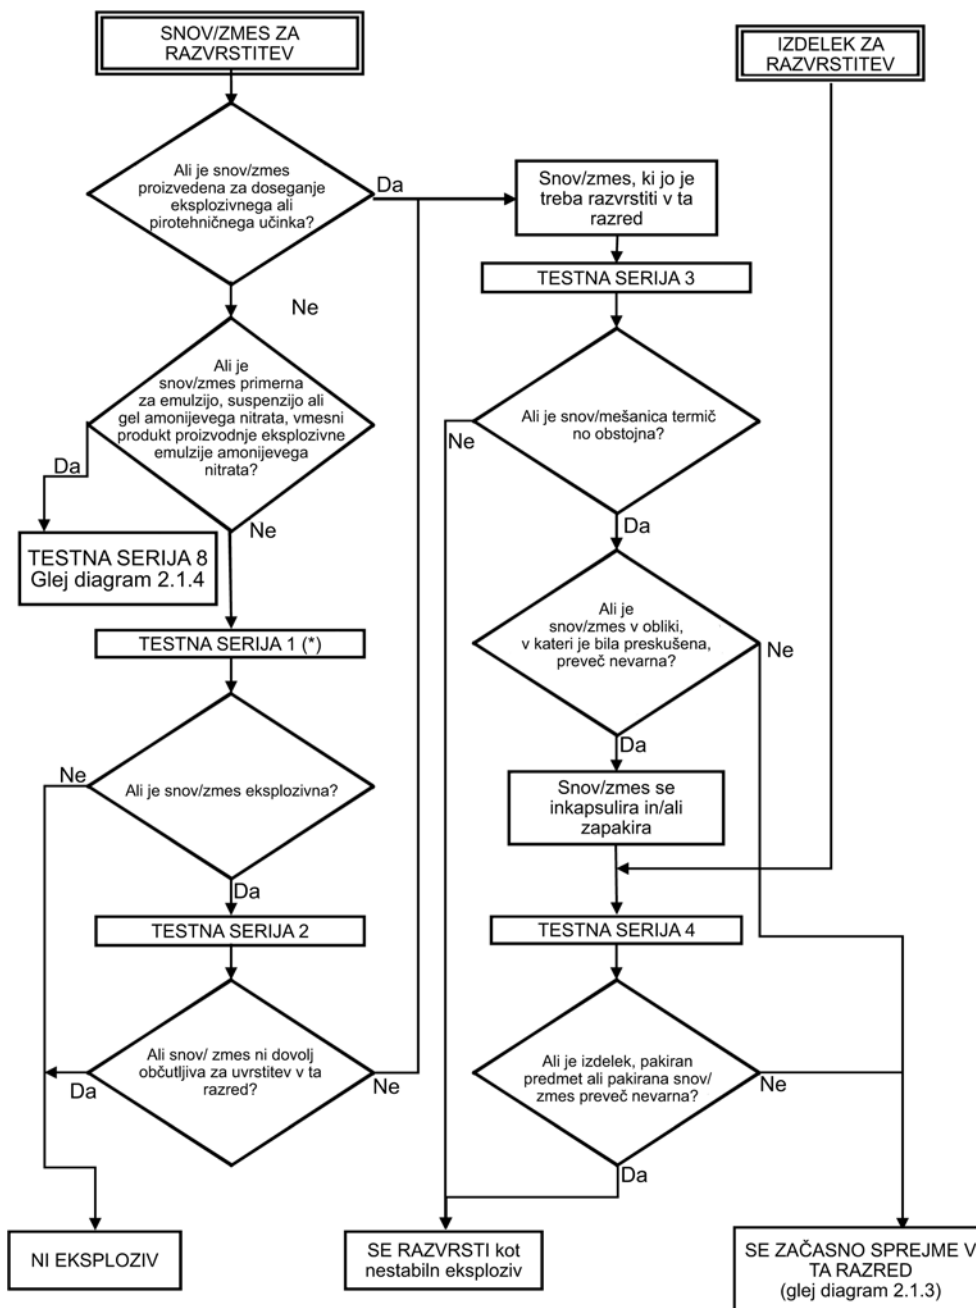 SNOV/ZMES ZA
RAZVRSTITEV
IZDELEK ZA
RAZVRSTITEV
Ali je snov/zmes
proizvedena za doseganje
eksplozivnega ali
pirotehničnega učinka?
Da
Snov/zmes, ki jo je
treba razvrstiti v ta
razred
TESTNA SERIJA 3
Ne
Ali je
snov/zmes primerna
za emulzijo, suspenzijo ali
gel amonijevega nitrata, vmesni
produkt proizvodnje eksplozivne
emulzije amonijevega
nitrata?
Da
Ne
TESTNA SERIJA 8
Glej diagram 2.1.4
Ali je snov/mešanica termič
no obstojna?
Ne
Da
TESTNA SERIJA 1 (*)
Ali je
snov/zmes v obliki,
v kateri je bila preskušena,
preveč nevarna?
Ne
Da
Ali je snov/zmes eksplozivna?
Ne
Da
Snov/zmes se
inkapsulira in/ali
zapakira
TESTNA SERIJA 2
TESTNA SERIJA 4
Ali snov/ zmes ni dovolj
občutljiva za uvrstitev v ta
razred?
Da
Ne
Ali je izdelek, pakiran
predmet ali pakirana snov/
zmes preveč nevarna?
Ne
Da
NI EKSPLOZIV
SE RAZVRSTI kot
nestabiln eksploziv
SE ZAČASNO SPREJME V
TA RAZRED
(glej diagram 2.1.3)